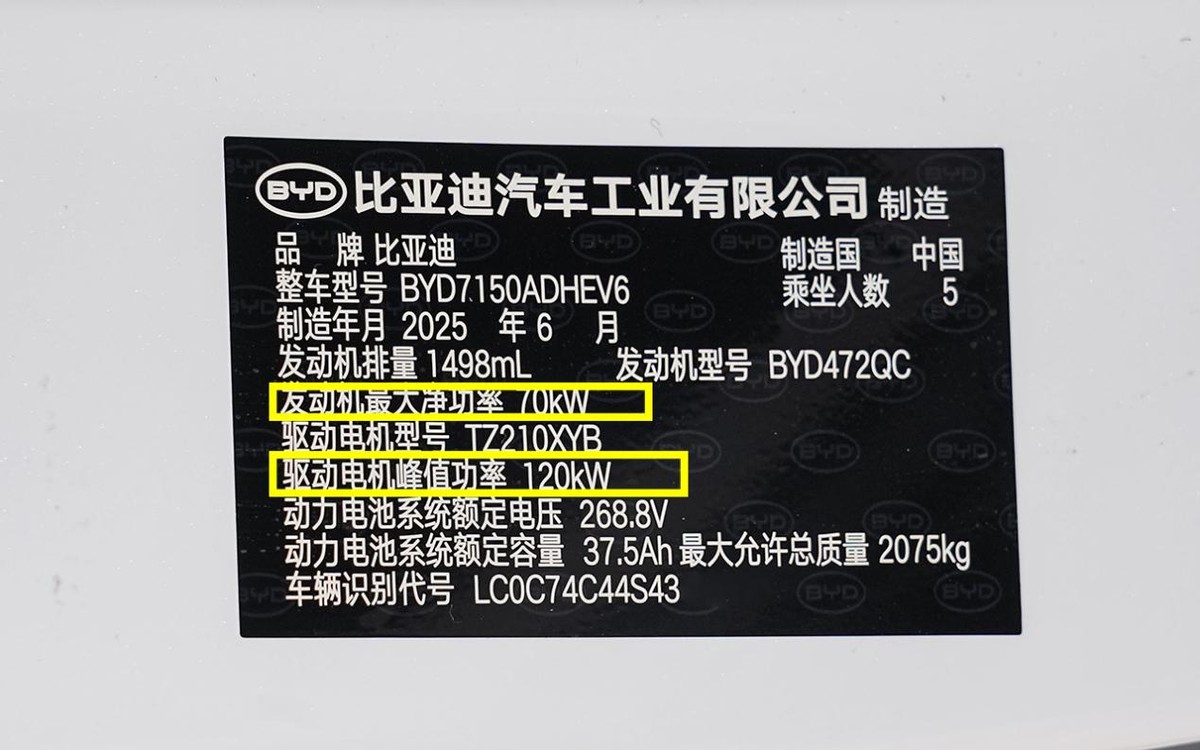 BYD 比亚迪汽车工业有限公司 制造
品 牌 比亚迪 制造国 中国
整车型号 BYD7150ADHEV6 乘坐人数 5
制造年月 2025 年 6 月
发动机排量 1498mL 发动机型号 BYD472QC
发动机最大净功率 70kW
驱动电机型号 TZ210XYB
驱动电机峰值功率 120kW
动力电池系统额定电压 268.8V
动力电池系统额定容量 37.5Ah 最大允许总质量 2075kg
车辆识别代号 LC0C74C44S43